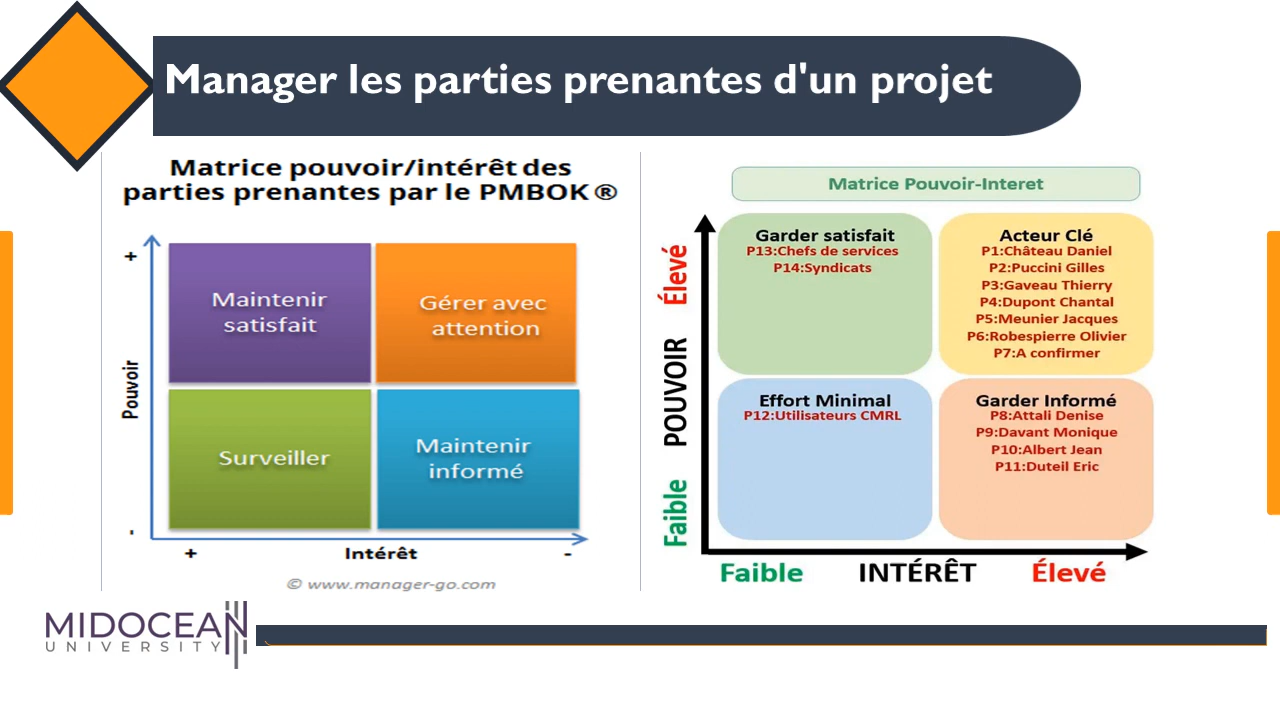 Manager les parties prenantes d'un projet
Matrice pouvoir/intérêt des
parties prenantes par le PMBOK ®
+
Pouvoir
-
Maintenir
satisfait
Gérer avec
attention
Surveiller
Maintenir
informé
+
Intérêt
-
© www.manager-go.com
Matrice Pouvoir-Interet
Élevé
POUVOIR
Faible
Garder satisfait
P13:Chefs de services
P14:Syndicats
Acteur Clé
P1:Château Daniel
P2:Puccini Gilles
P3:Gaveau Thierry
P4:Dupont Chantal
P5:Meunier Jacques
P6:Robespierre Olivier
P7:A confirmer
Effort Minimal
P12:Utilisateurs CMRL
Garder Informé
P8:Attali Denise
P9:Davant Monique
P10:Albert Jean
P11:Duteil Eric
Faible
INTÉRÊT
Élevé
MIDOCEAN
UNIVERSITY